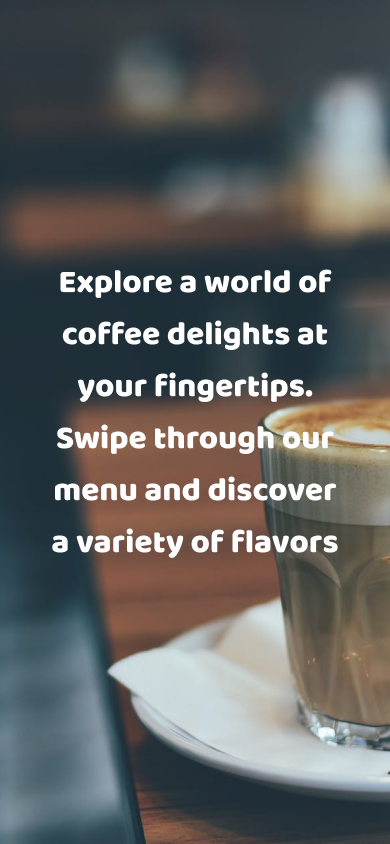 Explore a world of
coffee delights at
your fingertips.
Swipe through our
menu and discover
a variety of flavors